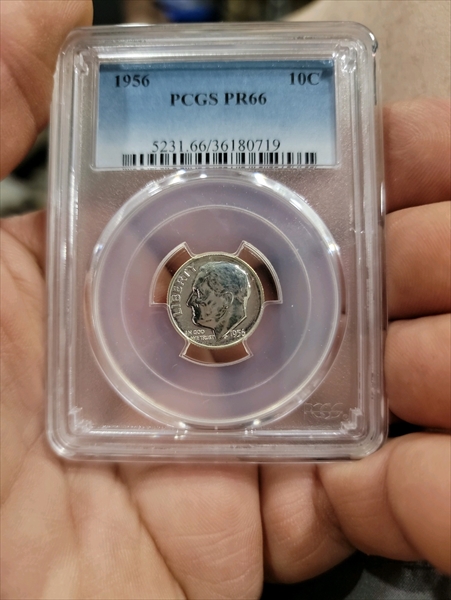 1956 10C
PCGS PR66
5231.66/36180719
LIBERTY
IN GOD
WE TRUST
1956
PCGS